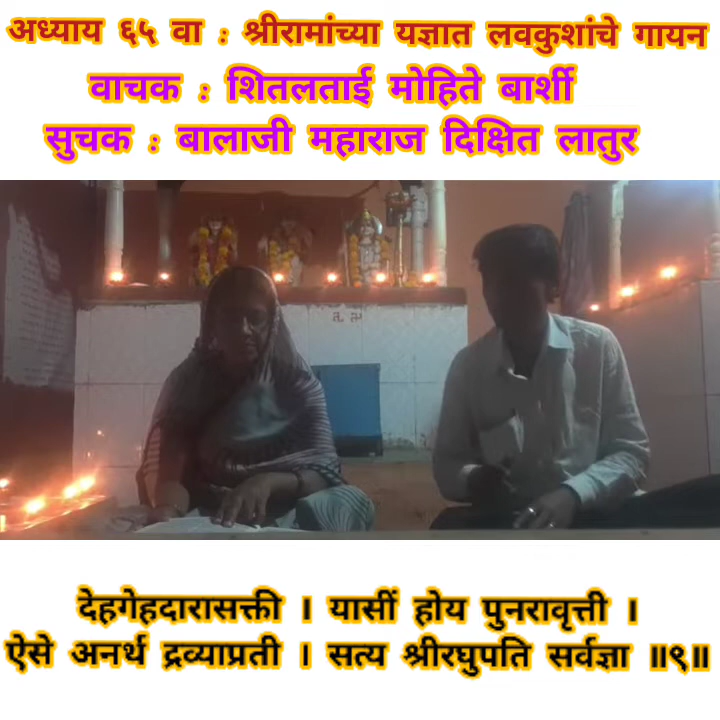 अध्याय ६५ वा : श्रीरामांच्या यज्ञात लवकुशांचे गायन
वाचक : शितलताई मोहिते बार्शी
सुचक : बालाजी महाराज दिक्षित लातुर
देहगेहदारासक्ती । यासीं होय पुनरावृत्ती ।
ऐसे अनर्थ द्रव्याप्रती । सत्य श्रीरघुपति सर्वज्ञा ॥९॥